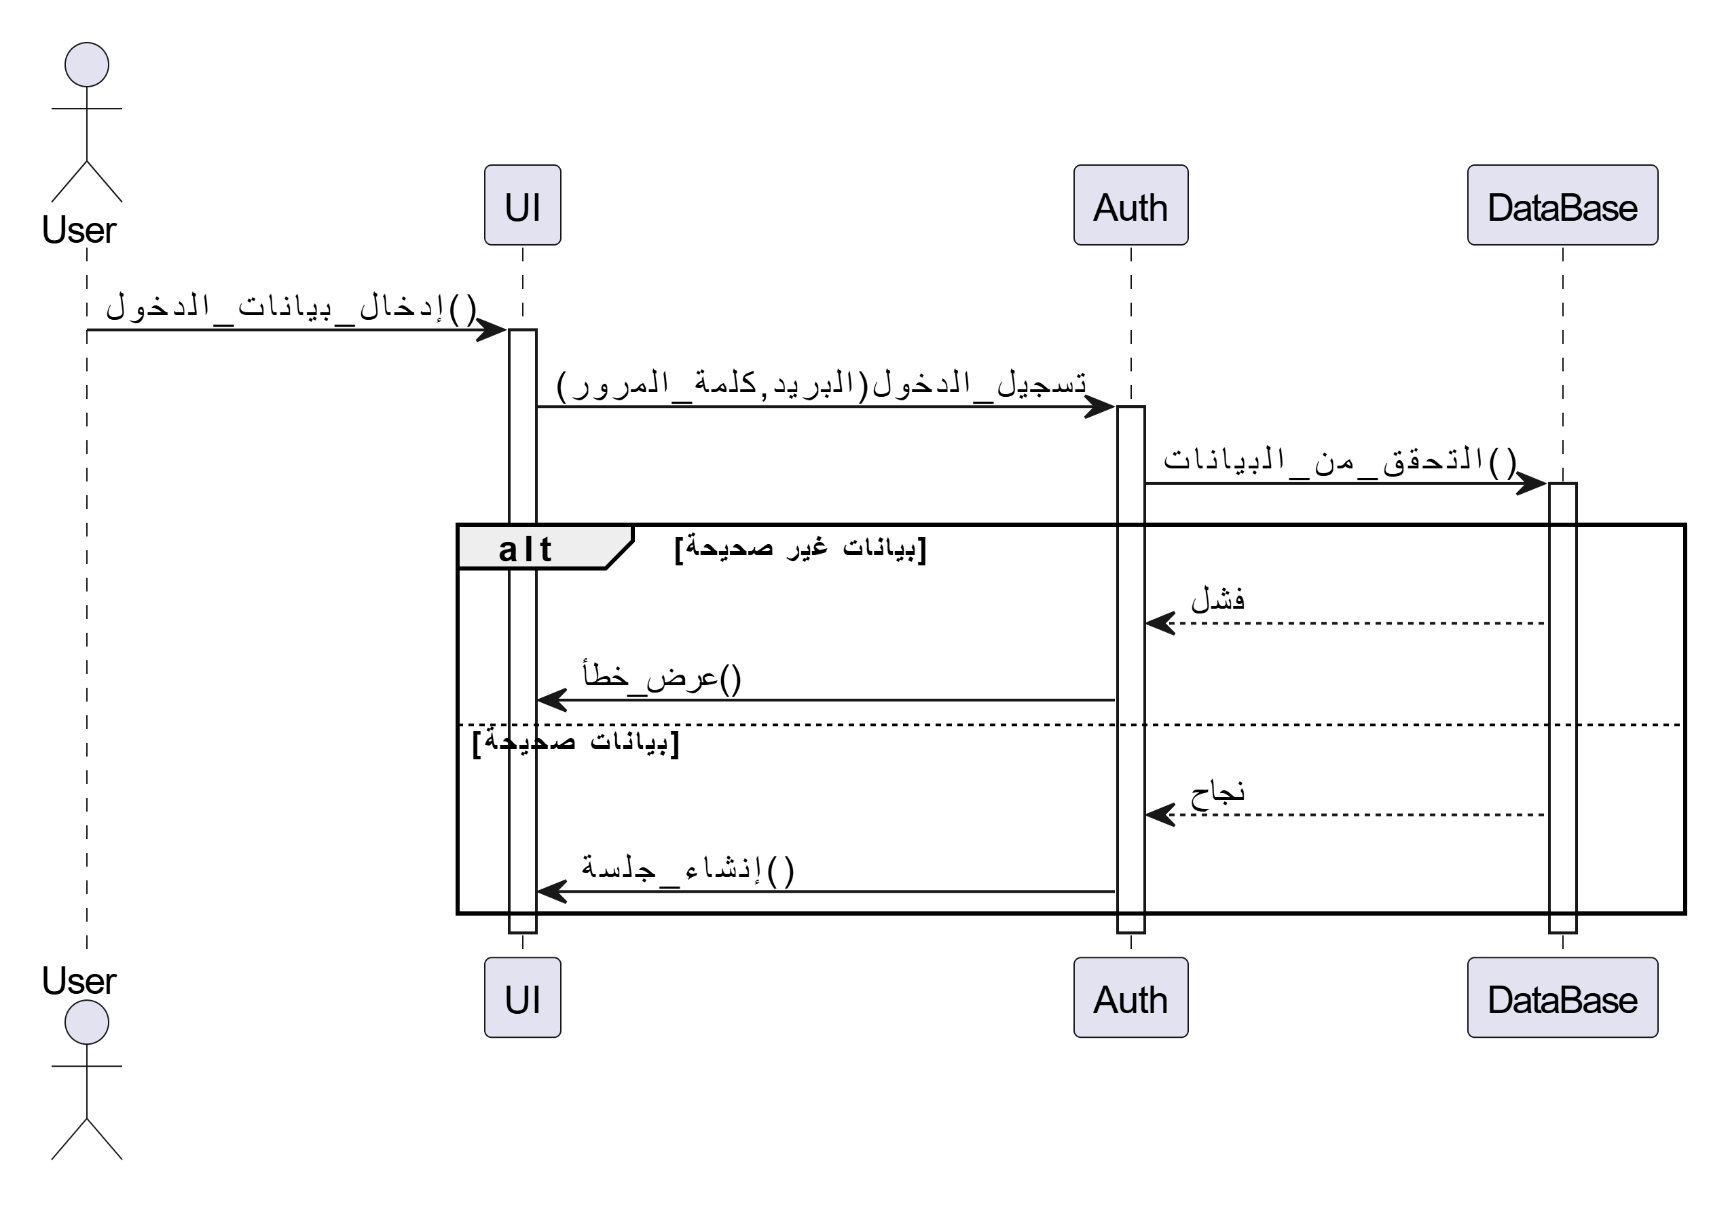 User
UI
Auth
DataBase
إدخال_بيانات_الدخول()
تسجيل_الدخول(البريد,كلمة_المرور)
التحقق_من_البيانات()
alt
[بيانات غير صحيحة]
فشل
عرض_خطأ()
[بيانات صحيحة]
نجاح
إنشاء_جلسة()
User
UI
Auth
DataBase